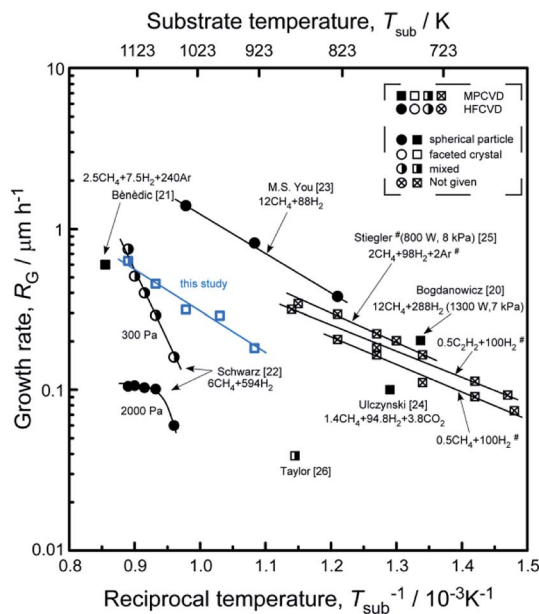 Substrate temperature, Tsub / K
1123 1023 923 823 723
MPCVD
HFCVD
spherical particle
faceted crystal
mixed
Not given
2.5CH4+7.5H2+240Ar
Bènèdic [21]
M.S. You [23]
12CH4+88H2
Stiegler #(800 W, 8 kPa) [25]
2CH4+98H2+2Ar #
this study
Bogdanowicz [20]
12CH4+288H2 (1300 W,7 kPa)
300 Pa
Schwarz [22]
6CH4+594H2
0.5C2H2+100H2 #
2000 Pa
Ulczynski [24]
1.4CH4+94.8H2+3.8CO2
0.5CH4+100H2 #
Taylor [26]
Growth rate, RG / μm h-1
10
1
0.1
0.01
0.8 0.9 1.0 1.1 1.2 1.3 1.4 1.5
Reciprocal temperature, Tsub-1 / 10-3K-1